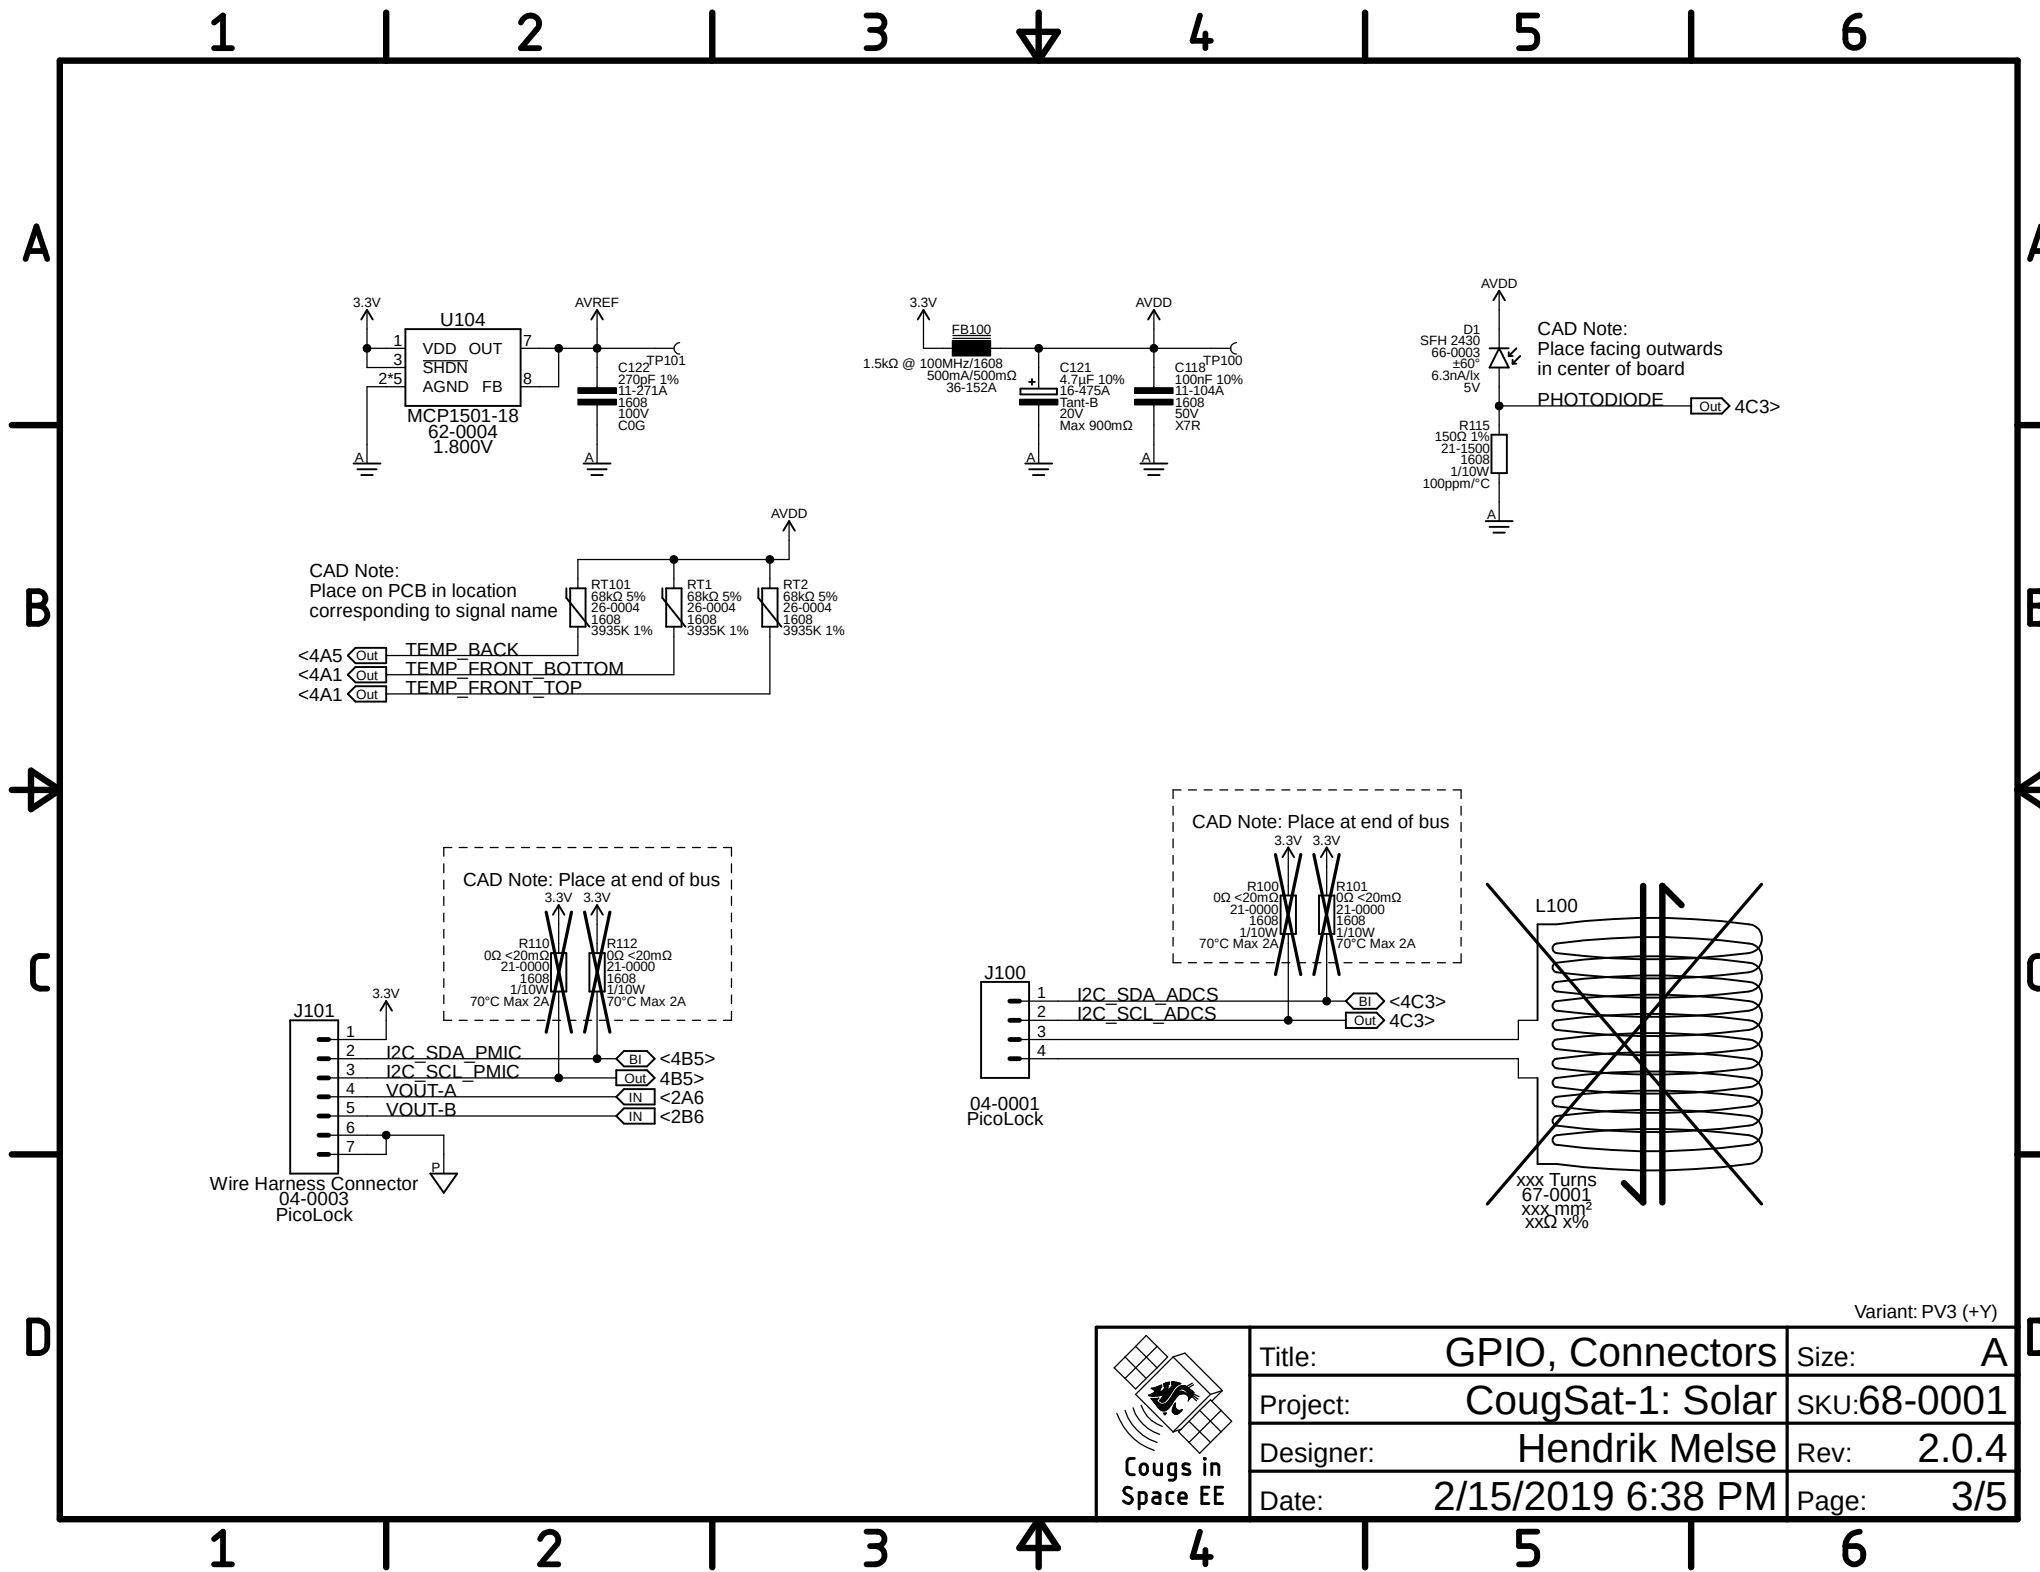 1 2 3 4 5 6
A
3.3V
U104
1
3
2*5
VDD OUT
SHDN
AGND FB
7
8
MCP1501-18
62-0004
1.800V
A
AVREF
TP101
C122
270pF 1%
11-271A
1608
100V
C0G
A
3.3V
FB100
1.5kΩ @ 100MHz/1608
500mA/500mΩ
36-152A
AVDD
TP100
C121
+
4.7µF 10%
16-475A
Tant-B
20V
Max 900mΩ
A
C118
100nF 10%
11-104A
1608
50V
X7R
A
AVDD
D1
SFH 2430
66-0003
±60°
6.3nA/lx
5V
CAD Note:
Place facing outwards
in center of board
PHOTODIODE
Out 4C3>
R115
150Ω 1%
21-1500
1608
1/10W
100ppm/°C
A
B
AVDD
CAD Note:
Place on PCB in location
corresponding to signal name
RT101
68kΩ 5%
26-0004
1608
3935K 1%
RT1
68kΩ 5%
26-0004
1608
3935K 1%
RT2
68kΩ 5%
26-0004
1608
3935K 1%
<4A5 Out TEMP_BACK
<4A1 Out TEMP_FRONT_BOTTOM
<4A1 Out TEMP_FRONT_TOP
C
CAD Note: Place at end of bus
3.3V 3.3V
R110
0Ω <20mΩ
21-0000
1608
1/10W
70°C Max 2A
R112
0Ω <20mΩ
21-0000
1608
1/10W
70°C Max 2A
3.3V
J101
1
2 I2C_SDA_PMIC BI <4B5>
3 I2C_SCL_PMIC Out 4B5>
4 VOUT-A IN <2A6
5 VOUT-B IN <2B6
6
7
P
Wire Harness Connector
04-0003
PicoLock
CAD Note: Place at end of bus
3.3V 3.3V
R100
0Ω <20mΩ
21-0000
1608
1/10W
70°C Max 2A
R101
0Ω <20mΩ
21-0000
1608
1/10W
70°C Max 2A
J100
1 I2C_SDA_ADCS BI <4C3>
2 I2C_SCL_ADCS Out 4C3>
3
4
04-0001
PicoLock
L100
xxx Turns
67-0001
xxx mm²
xxΩ x%
D
Variant: PV3 (+Y)
Cougs in
Space EE
Title: GPIO, Connectors Size: A
Project: CougSat-1: Solar SKU:68-0001
Designer: Hendrik Melse Rev: 2.0.4
Date: 2/15/2019 6:38 PM Page: 3/5
1 2 3 4 5 6